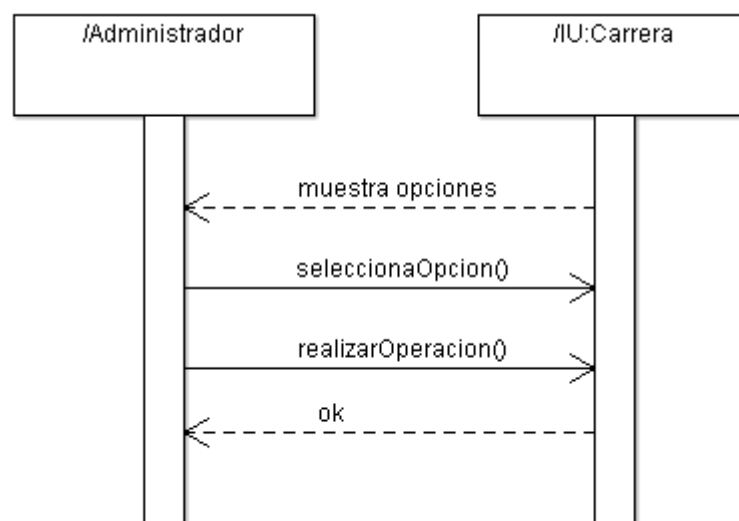 /Administrador
/IU:Carrera
muestra opciones
seleccionaOpcion()
realizarOperacion()
ok